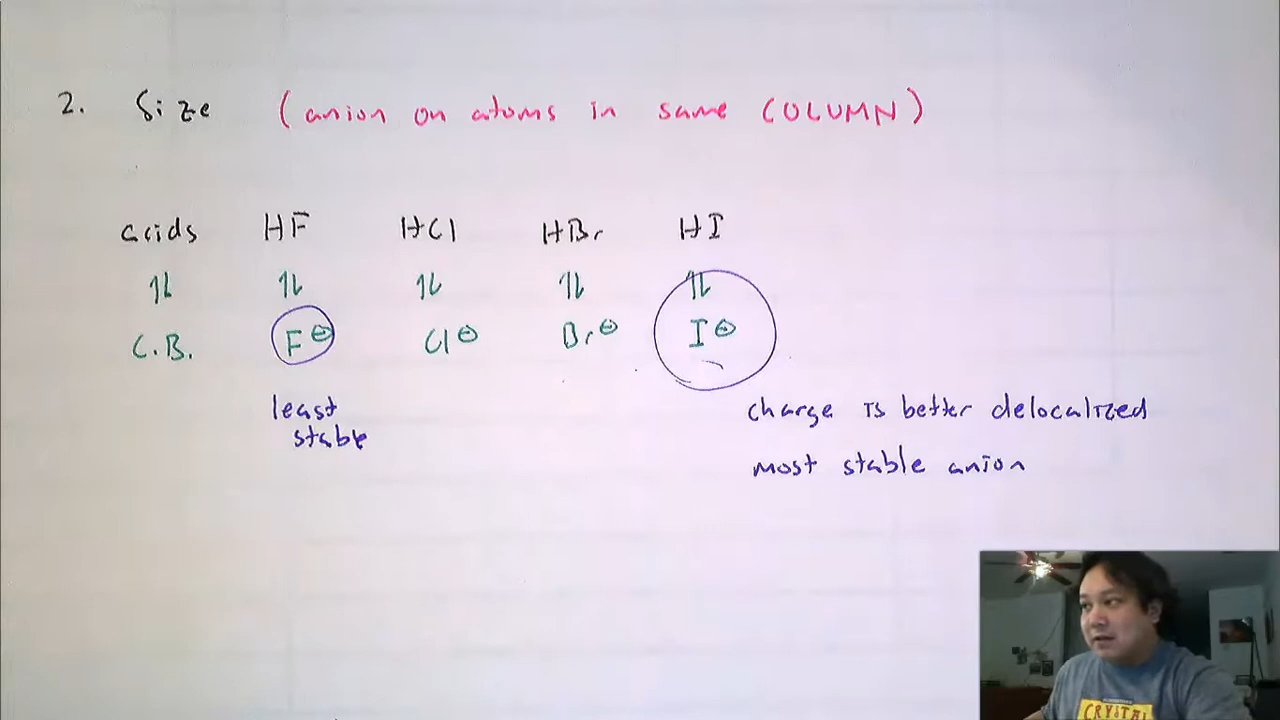 2. Size (anion on atoms in same COLUMN)
acids HF HCl HBr HI
⇅ ⇅ ⇅ ⇅ ⇅
C.B. F⊖ Cl⊖ Br⊖ I⊖
least
stable
charge is better delocalized
most stable anion
CRYSTAL